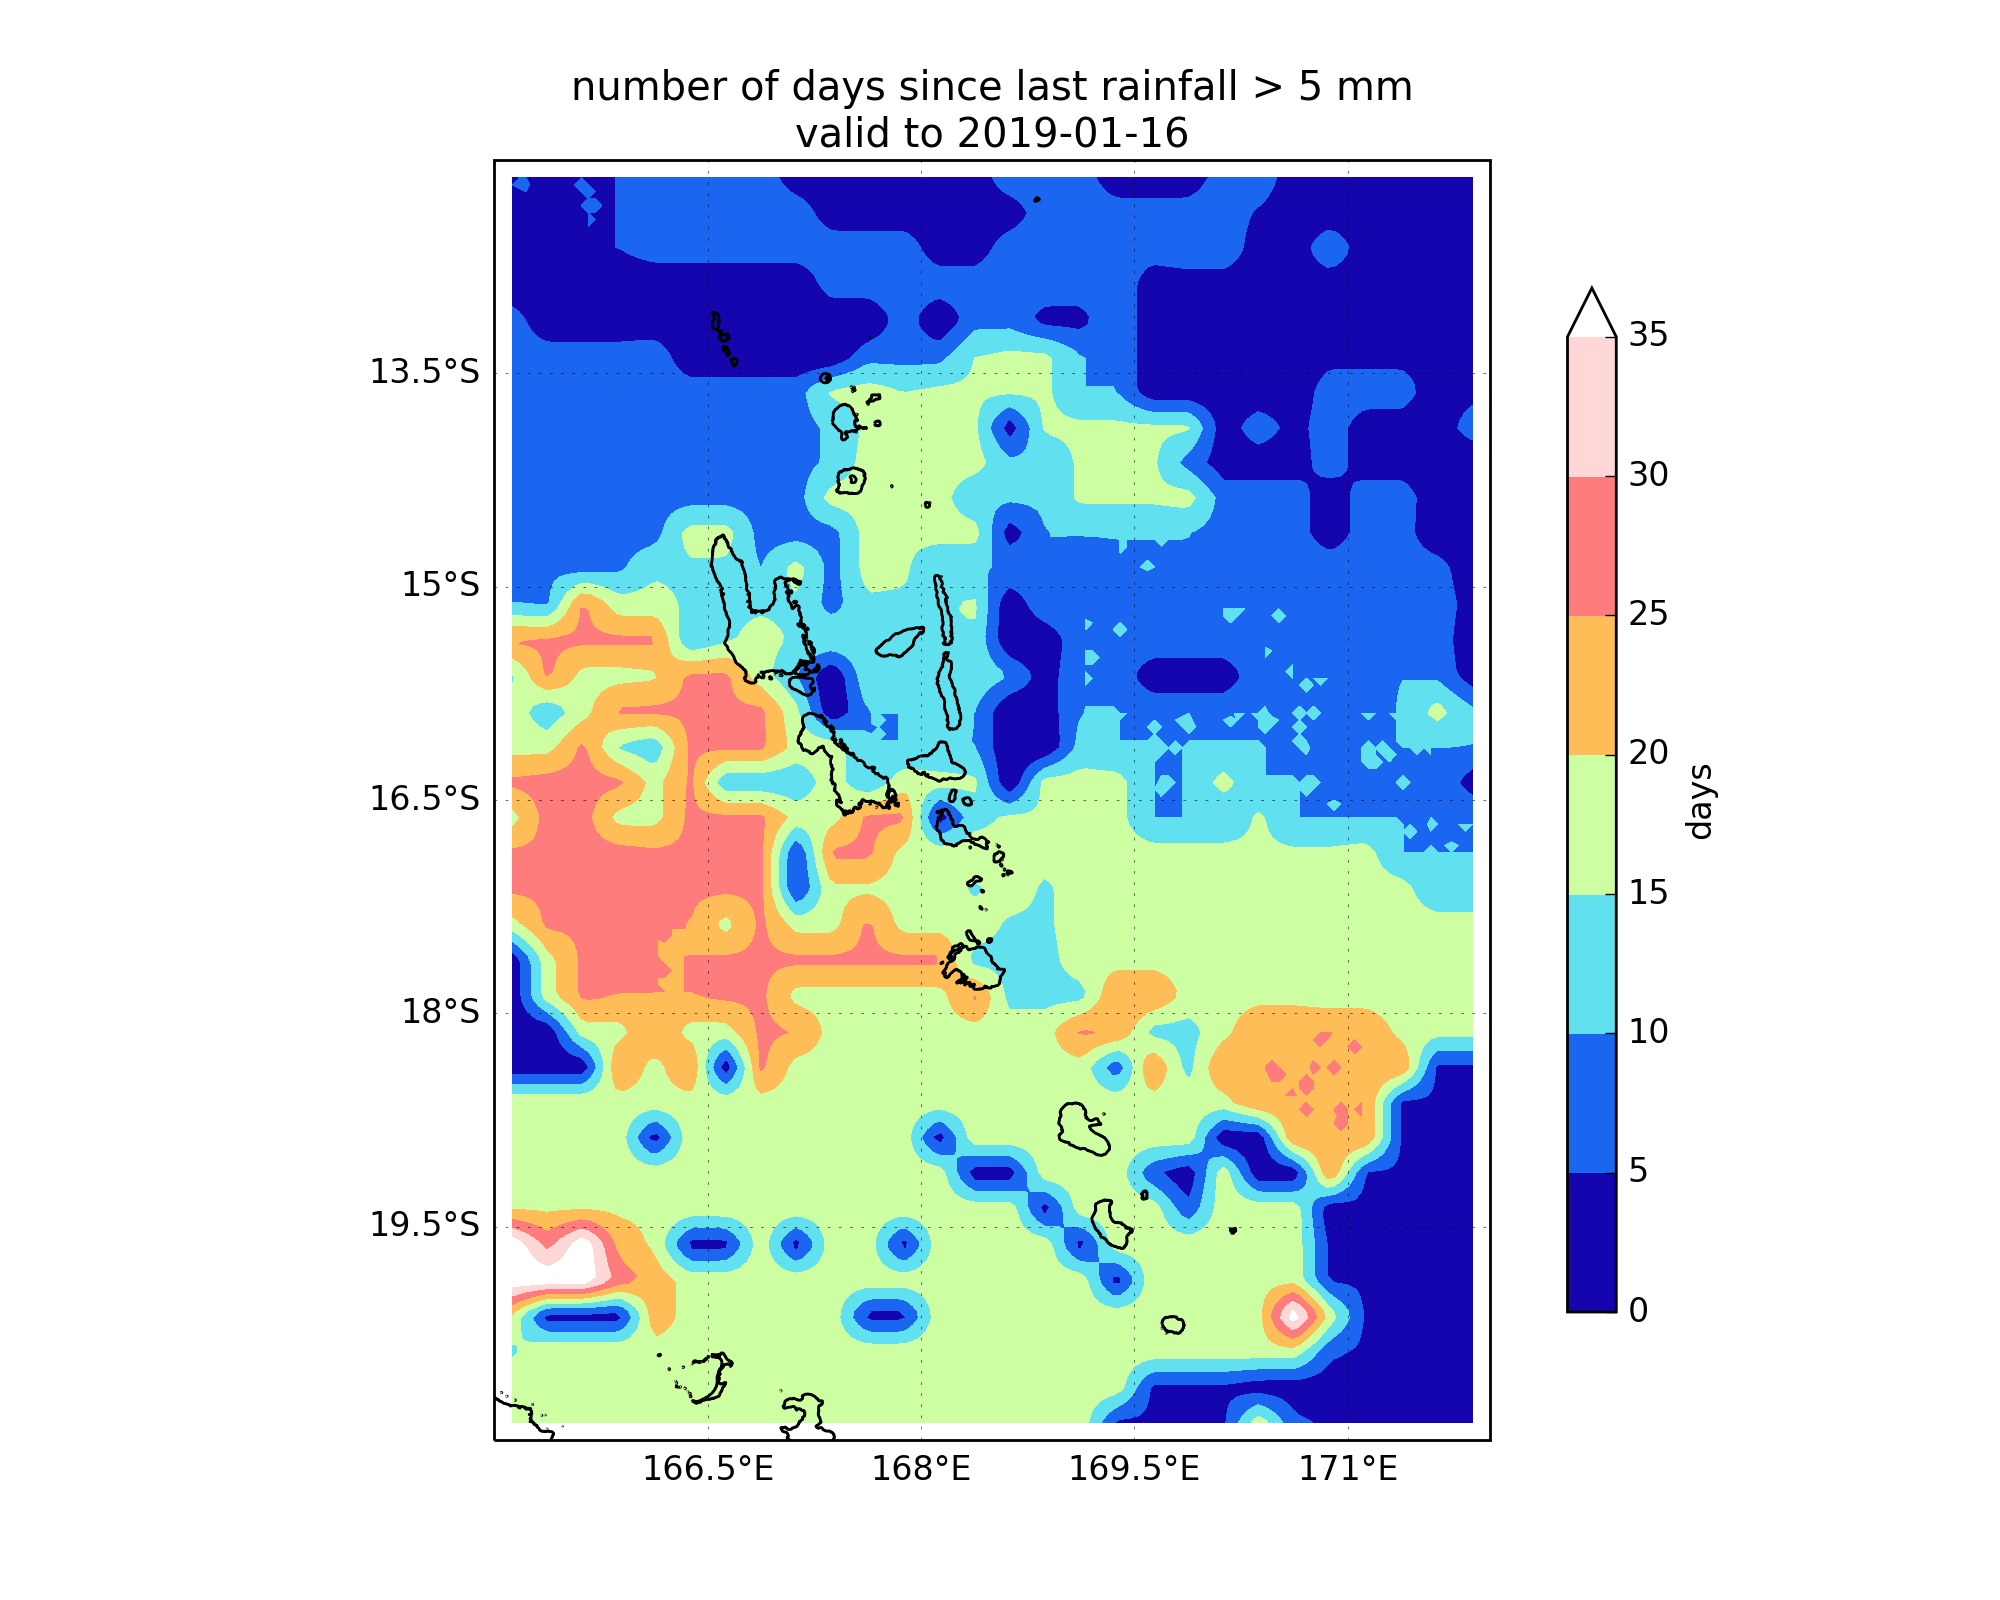 number of days since last rainfall > 5 mm
valid to 2019-01-16
13.5°S
15°S
16.5°S
18°S
19.5°S
166.5°E
168°E
169.5°E
171°E
35
30
25
20
15
10
5
0
days